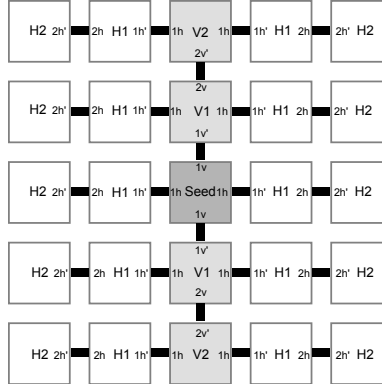 H2 2h' 2h H1 1h' 1h V2 1h 1h' H1 2h 2h' H2
2v'
2v
H2 2h' 2h H1 1h' 1h V1 1h 1h' H1 2h 2h' H2
1v'
1v
H2 2h' 2h H1 1h' 1h Seed 1h 1h' H1 2h 2h' H2
1v
1v'
H2 2h' 2h H1 1h' 1h V1 1h 1h' H1 2h 2h' H2
2v
2v'
H2 2h' 2h H1 1h' 1h V2 1h 1h' H1 2h 2h' H2